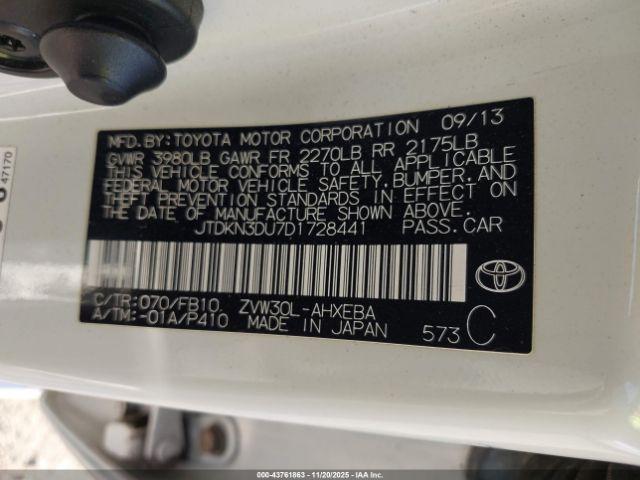 MFD. BY: TOYOTA MOTOR CORPORATION 09/13
GVWR 3980LB GAWR FR 2270LB RR 2175LB
THIS VEHICLE CONFORMS TO ALL APPLICABLE
FEDERAL MOTOR VEHICLE SAFETY, BUMPER, AND
THEFT PREVENTION STANDARDS IN EFFECT ON
THE DATE OF MANUFACTURE SHOWN ABOVE.
JTDKN3DU7D1728441 PASS. CAR
C/TR: 070/FB10 ZVW30L-AHXEBA
A/TM: -01A/P410 MADE IN JAPAN 573 C
47170
000-43761863 - 11/20/2025 - IAA Inc.